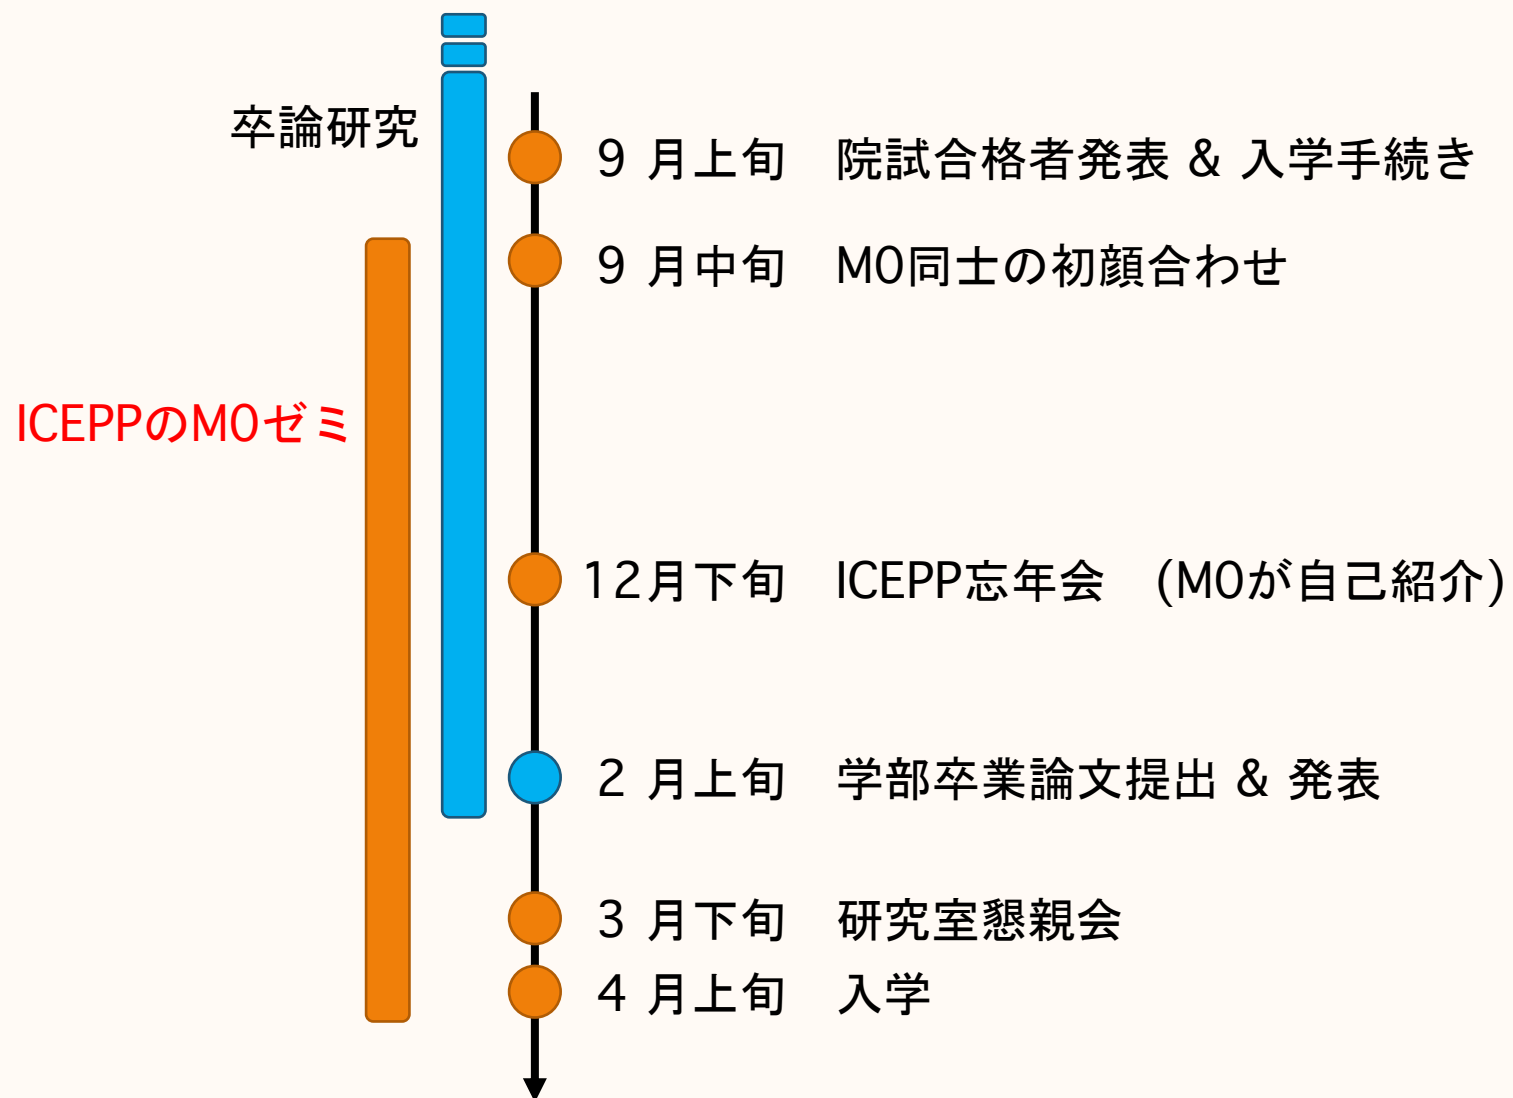 卒論研究
9 月上旬　院試合格者発表 & 入学手続き
9 月中旬　M0同士の初顔合わせ
ICEPPのM0ゼミ
12月下旬　ICEPP忘年会　(M0が自己紹介)
2 月上旬　学部卒業論文提出 & 発表
3 月下旬　研究室懇親会
4 月上旬　入学